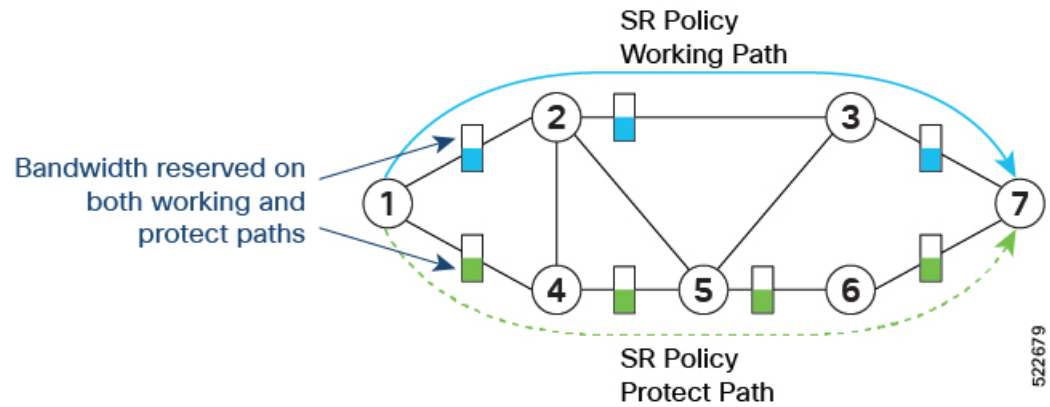 SR Policy
Working Path
2
3
Bandwidth reserved on
both working and
protect paths
1
7
4
5
6
SR Policy
Protect Path
522679